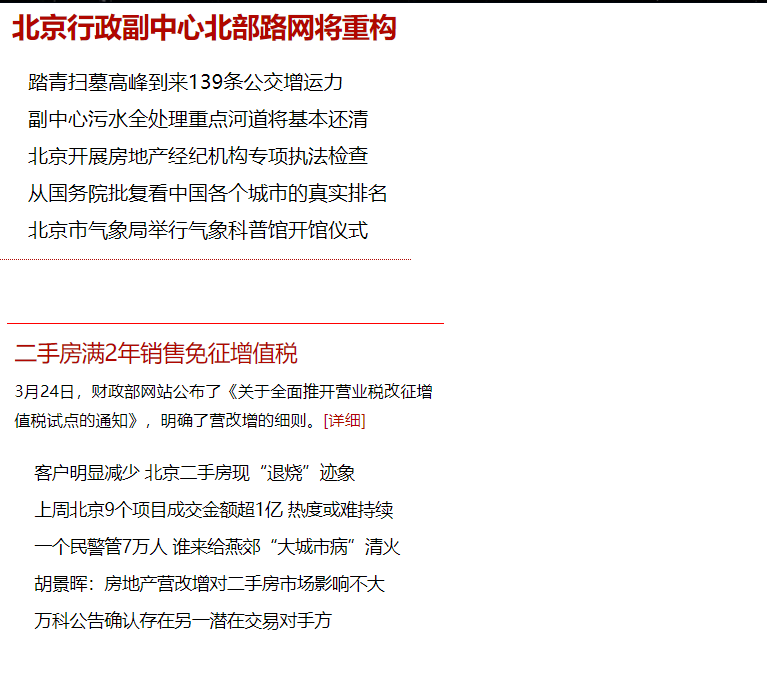 北京行政副中心北部路网将重构
踏青扫墓高峰到来139条公交增运力
副中心污水全处理重点河道将基本还清
北京开展房地产经纪机构专项执法检查
从国务院批复看中国各个城市的真实排名
北京市气象局举行气象科普馆开馆仪式
二手房满2年销售免征增值税
3月24日，财政部网站公布了《关于全面推开营业税改征增
值税试点的通知》，明确了营改增的细则。[详细]
客户明显减少 北京二手房现“退烧”迹象
上周北京9个项目成交金额超1亿 热度或难持续
一个民警管7万人 谁来给燕郊“大城市病”清火
胡景晖：房地产营改增对二手房市场影响不大
万科公告确认存在另一潜在交易对手方